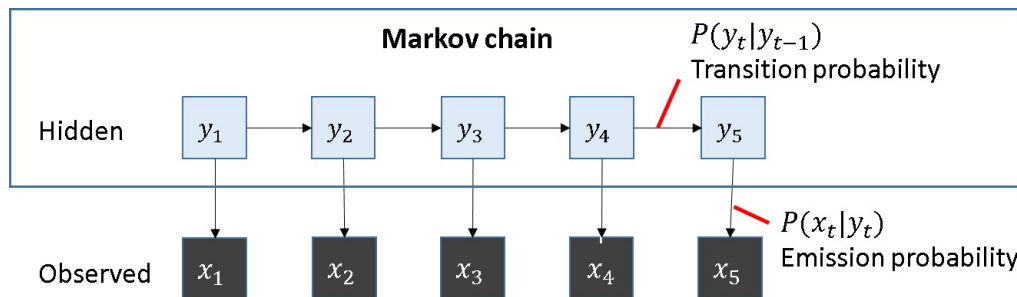 Markov chain
P(y_t|y_{t−1})
Transition probability
Hidden
y_1
y_2
y_3
y_4
y_5
P(x_t|y_t)
Emission probability
Observed
x_1
x_2
x_3
x_4
x_5